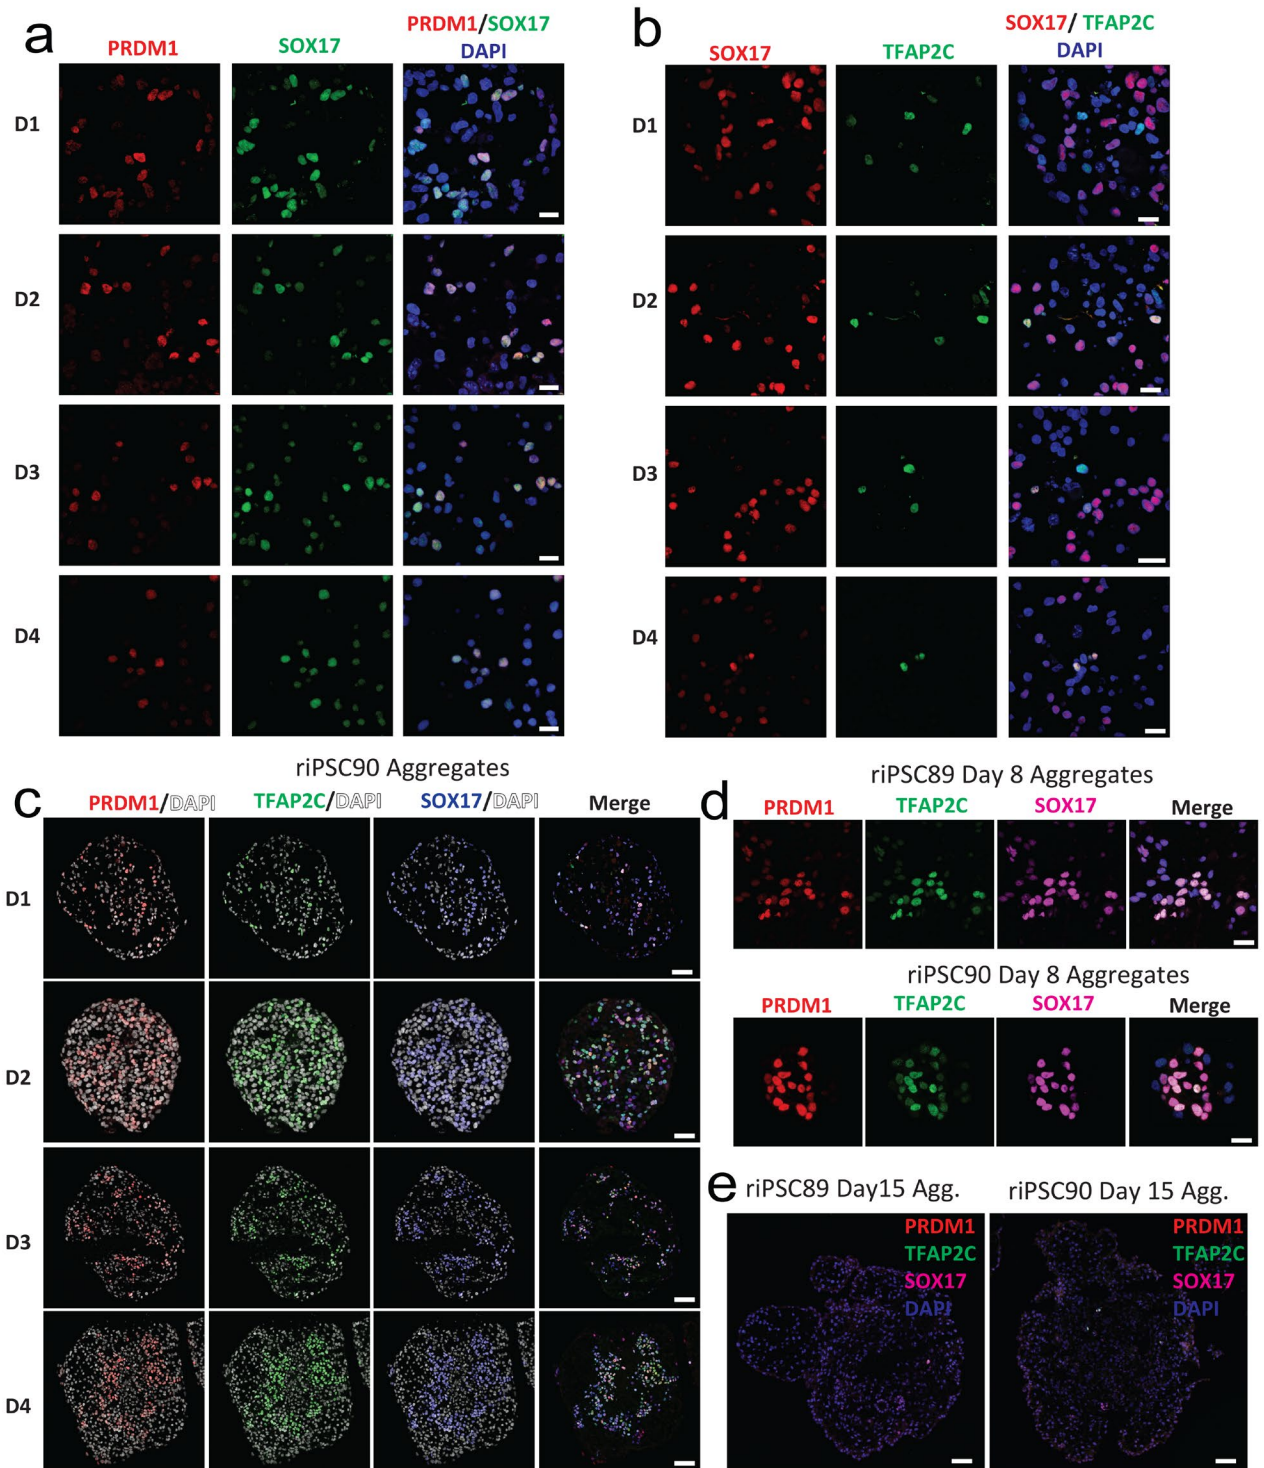 a
PRDM1
SOX17
PRDM1/SOX17
DAPI
D1
D2
D3
D4
b
SOX17
TFAP2C
SOX17/ TFAP2C
DAPI
D1
D2
D3
D4
riPSC90 Aggregates
c
PRDM1/DAPI
TFAP2C/DAPI
SOX17/DAPI
Merge
D1
D2
D3
D4
riPSC89 Day 8 Aggregates
d
PRDM1
TFAP2C
SOX17
Merge
riPSC90 Day 8 Aggregates
PRDM1
TFAP2C
SOX17
Merge
e
riPSC89 Day15 Agg.
riPSC90 Day 15 Agg.
PRDM1
TFAP2C
SOX17
DAPI
PRDM1
TFAP2C
SOX17
DAPI